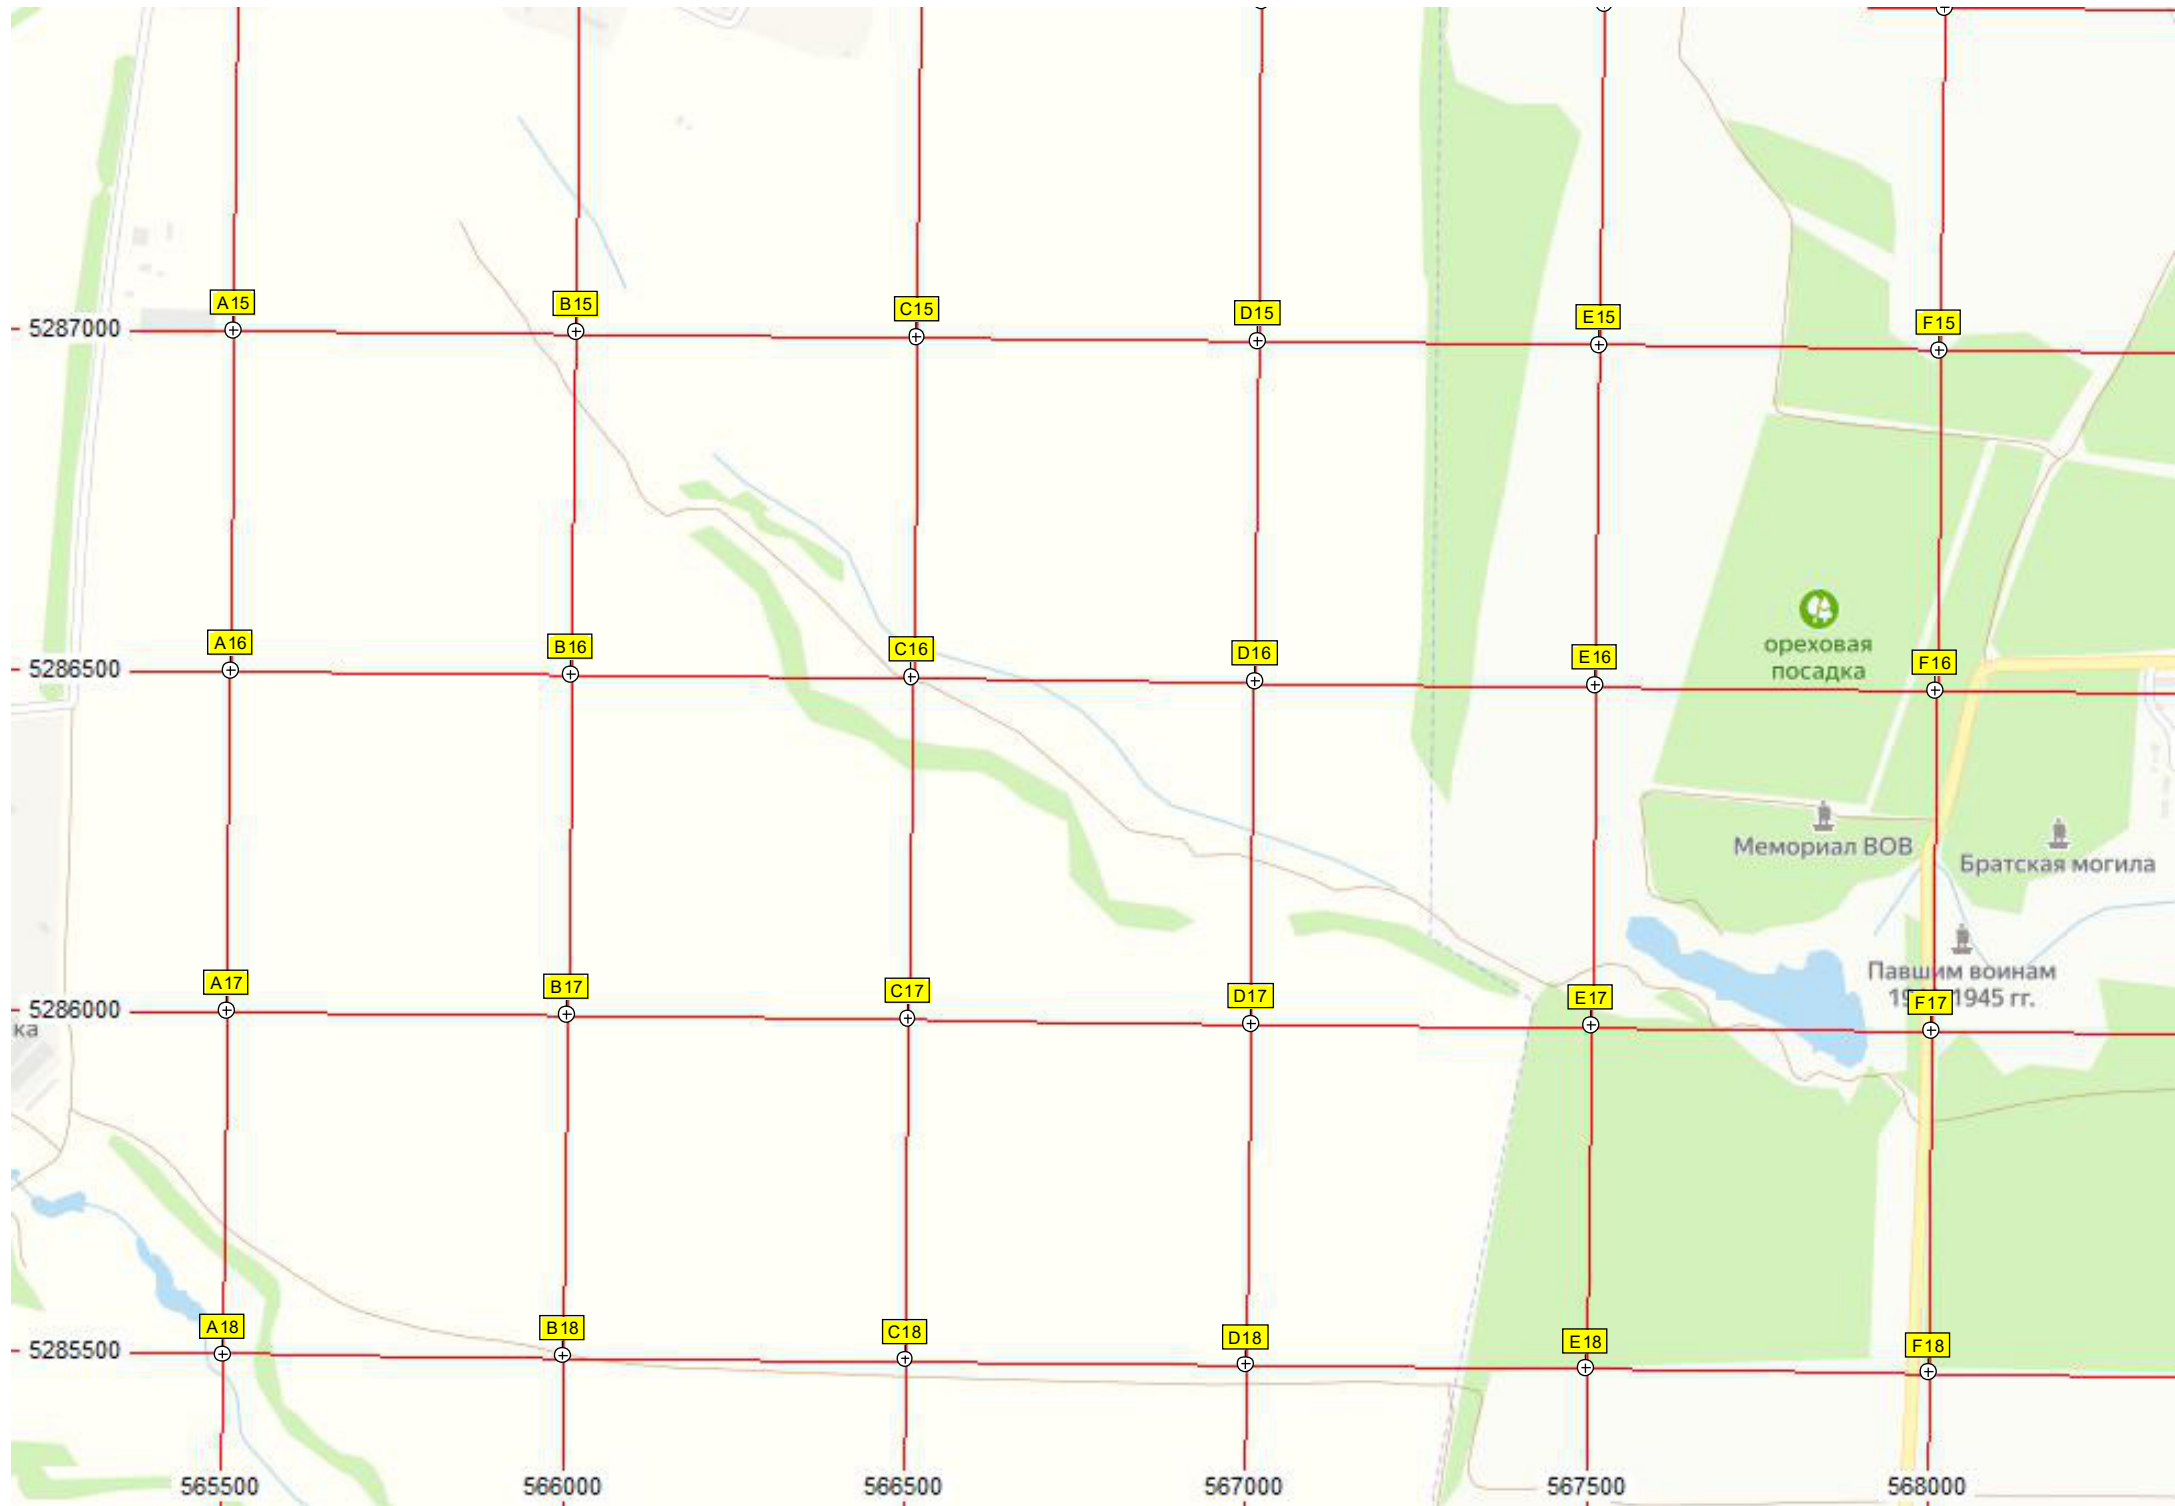 A15
B15
C15
D15
E15
F15
5287000
A16
B16
C16
D16
E16
F16
5286500
ореховая
посадка
Мемориал ВОВ
Братская могила
Павшим воинам
1945 гг.
A17
B17
C17
D17
E17
F17
5286000
ка
A18
B18
C18
D18
E18
F18
5285500
565500
566000
566500
567000
567500
568000